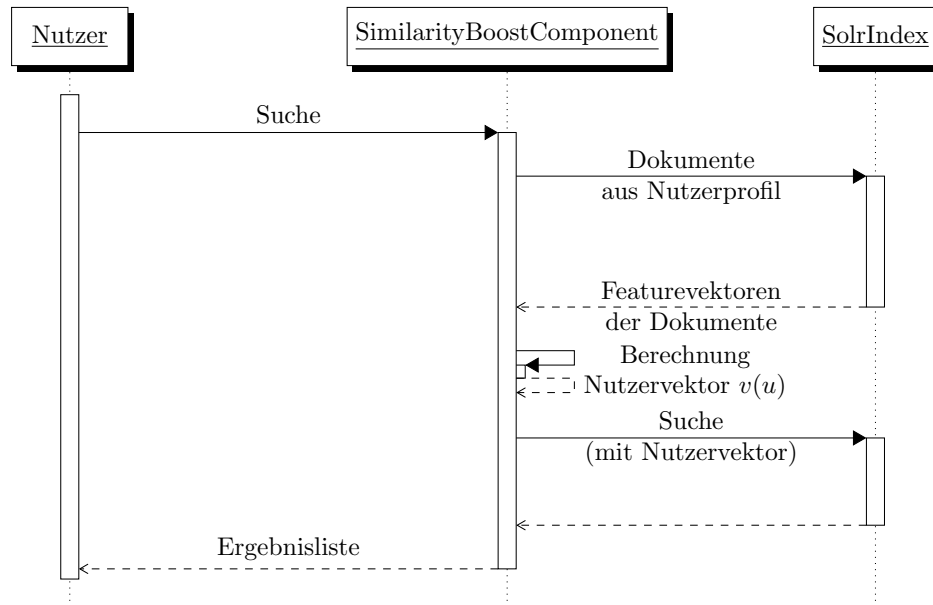 Nutzer
SimilarityBoostComponent
SolrIndex
Suche
Dokumente
aus Nutzerprofil
Featurevektoren
der Dokumente
Berechnung
Nutzervektor v(u)
Suche
(mit Nutzervektor)
Ergebnisliste